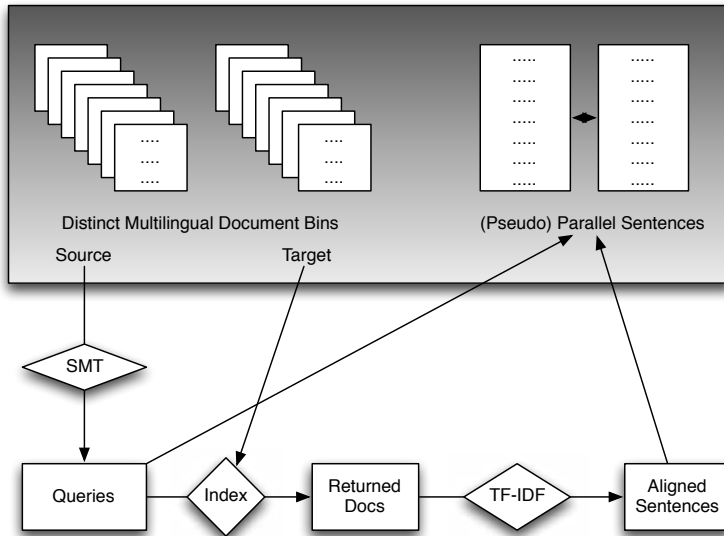 ....
....
....
....
....
....
.....
.....
.....
.....
.....
.....
.....
.....
.....
.....
.....
.....
.....
.....
Distinct Multilingual Document Bins
(Pseudo) Parallel Sentences
Source
Target
SMT
Queries
Index
Returned
Docs
TF-IDF
Aligned
Sentences